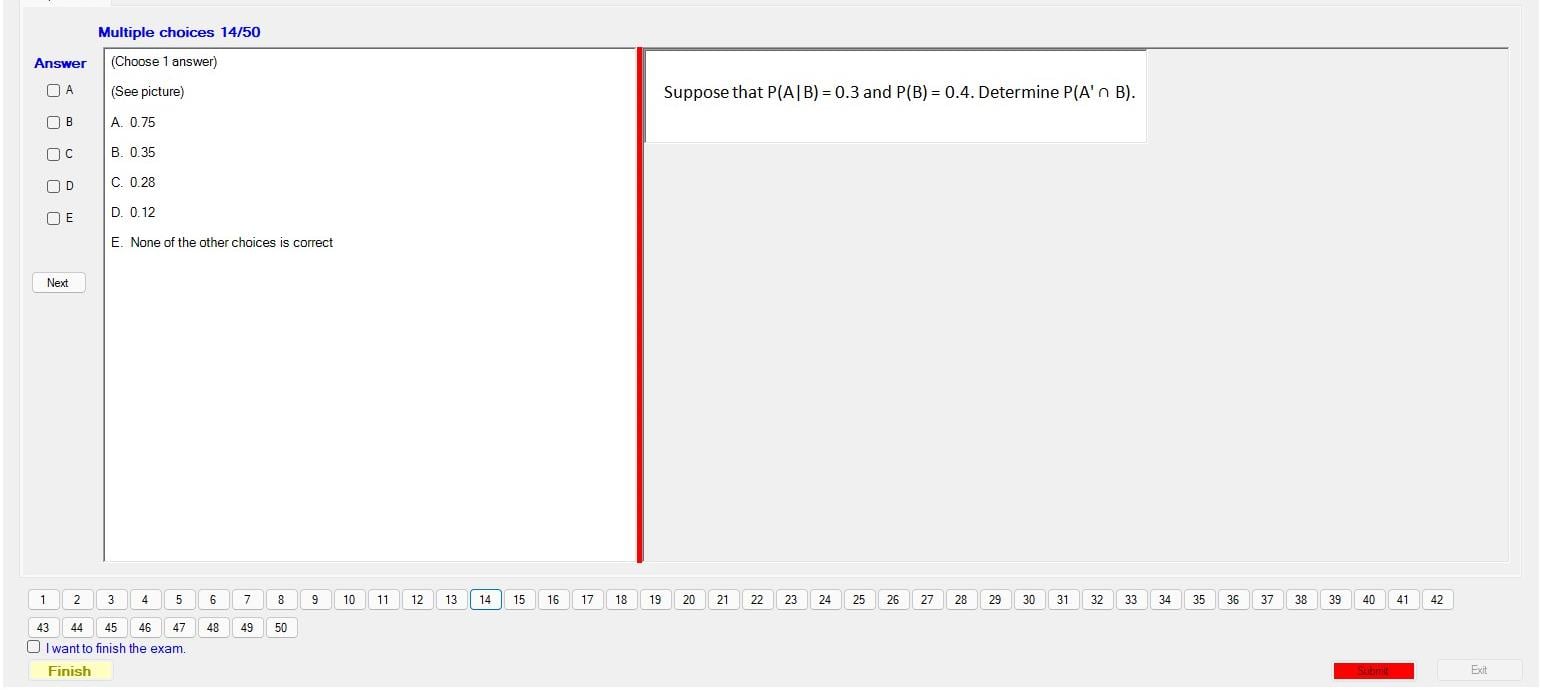 Multiple choices 14/50
Answer
A
B
C
D
E
Next
(Choose 1 answer)
(See picture)
A. 0.75
B. 0.35
C. 0.28
D. 0.12
E. None of the other choices is correct
Suppose that P(A|B) = 0.3 and P(B) = 0.4. Determine P(A' ∩ B).
1 2 3 4 5 6 7 8 9 10 11 12 13 14 15 16 17 18 19 20 21 22 23 24 25 26 27 28 29 30 31 32 33 34 35 36 37 38 39 40 41 42
43 44 45 46 47 48 49 50
I want to finish the exam.
Finish
Submit
Exit